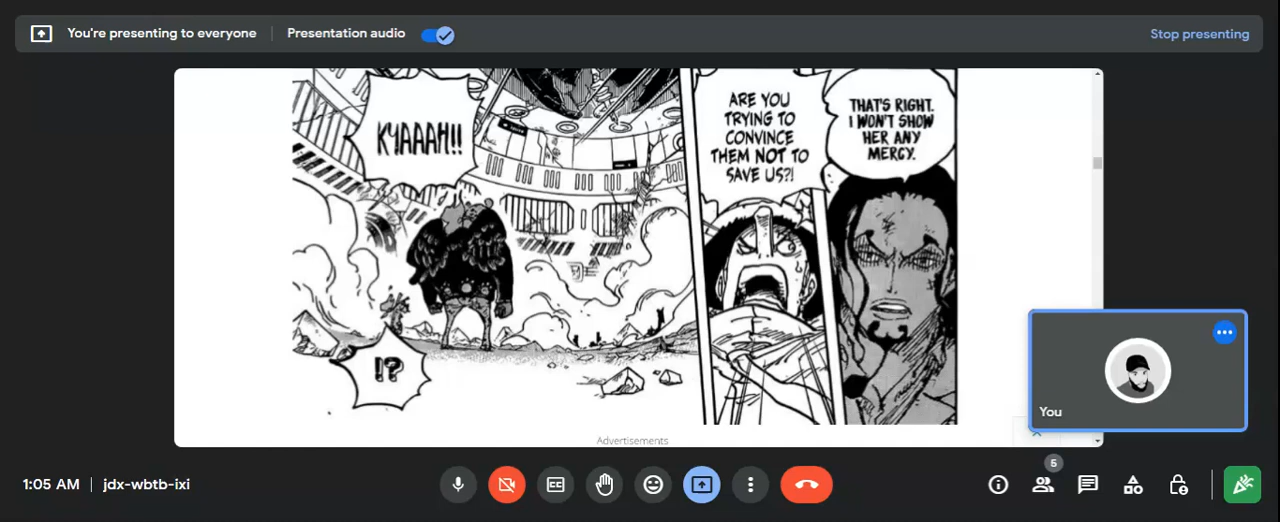 You're presenting to everyone
Presentation audio
Stop presenting
KYAAAH!!
!?
ARE YOU
TRYING TO
CONVINCE
THEM NOT TO
SAVE US?!
THAT'S RIGHT.
I WON'T SHOW
HER ANY
MERCY.
You
Advertisements
1:05 AM
jdx-wbtb-ixi
5